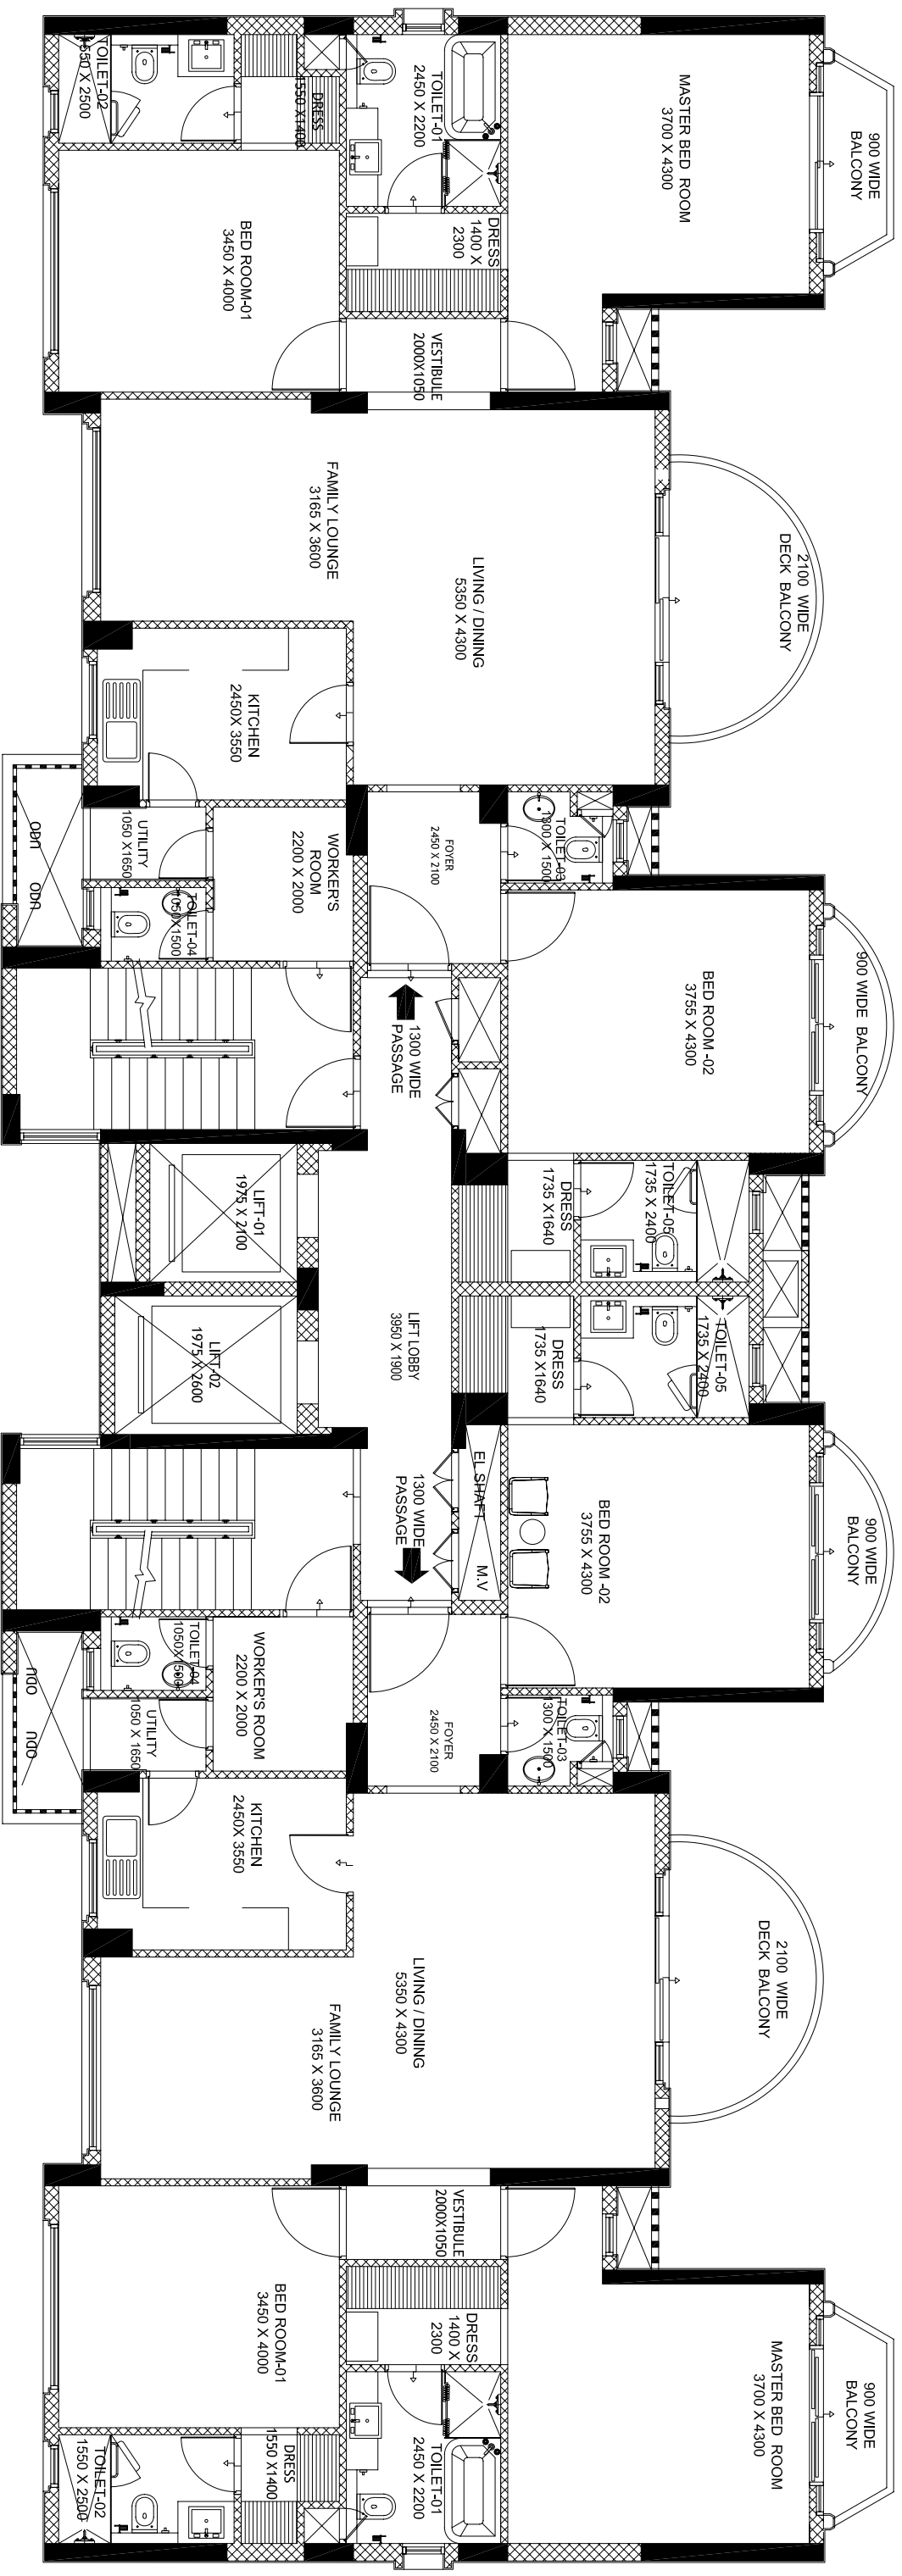 TOILET-02
1550 X 2500
DRESS
1550 X1400
TOILET-01
2450 X 2200
MASTER BED ROOM
3700 X 4300
900 WIDE
BALCONY
BED ROOM-01
3450 X 4000
DRESS
1400 X
2300
VESTIBULE
2000X1050
FAMILY LOUNGE
3165 X 3600
LIVING / DINING
5350 X 4300
2100 WIDE
DECK BALCONY
KITCHEN
2450X 3550
UTILITY
1050 X1650
WORKER'S
ROOM
2200 X 2000
FOYER
2450 X 2100
TOILET-03
1300 X 1500
ODU
ODU
TOILET-04
1050X1500
BED ROOM -02
3755 X 4300
900 WIDE BALCONY
1300 WIDE
PASSAGE
LIFT-01
1975 X 2100
DRESS
1735 X1640
TOILET-05
1735 X 2400
LIFT-02
1975 X 2600
LIFT LOBBY
3950 X 1900
DRESS
1735 X1640
TOILET-05
1735 X 2400
1300 WIDE
PASSAGE
EL.SHAFT
M.V
BED ROOM -02
3755 X 4300
900 WIDE
BALCONY
TOILET-04
1050X1500
WORKER'S ROOM
2200 X 2000
ODU
ODU
UTILITY
1050 X 1650
FOYER
2450 X 2100
TOILET-03
1300 X 1500
KITCHEN
2450X 3550
LIVING / DINING
5350 X 4300
2100 WIDE
DECK BALCONY
FAMILY LOUNGE
3165 X 3600
VESTIBULE
2000X1050
BED ROOM-01
3450 X 4000
DRESS
1400 X
2300
MASTER BED ROOM
3700 X 4300
900 WIDE
BALCONY
TOILET-02
1550 X 2500
DRESS
1550 X1400
TOILET-01
2450 X 2200